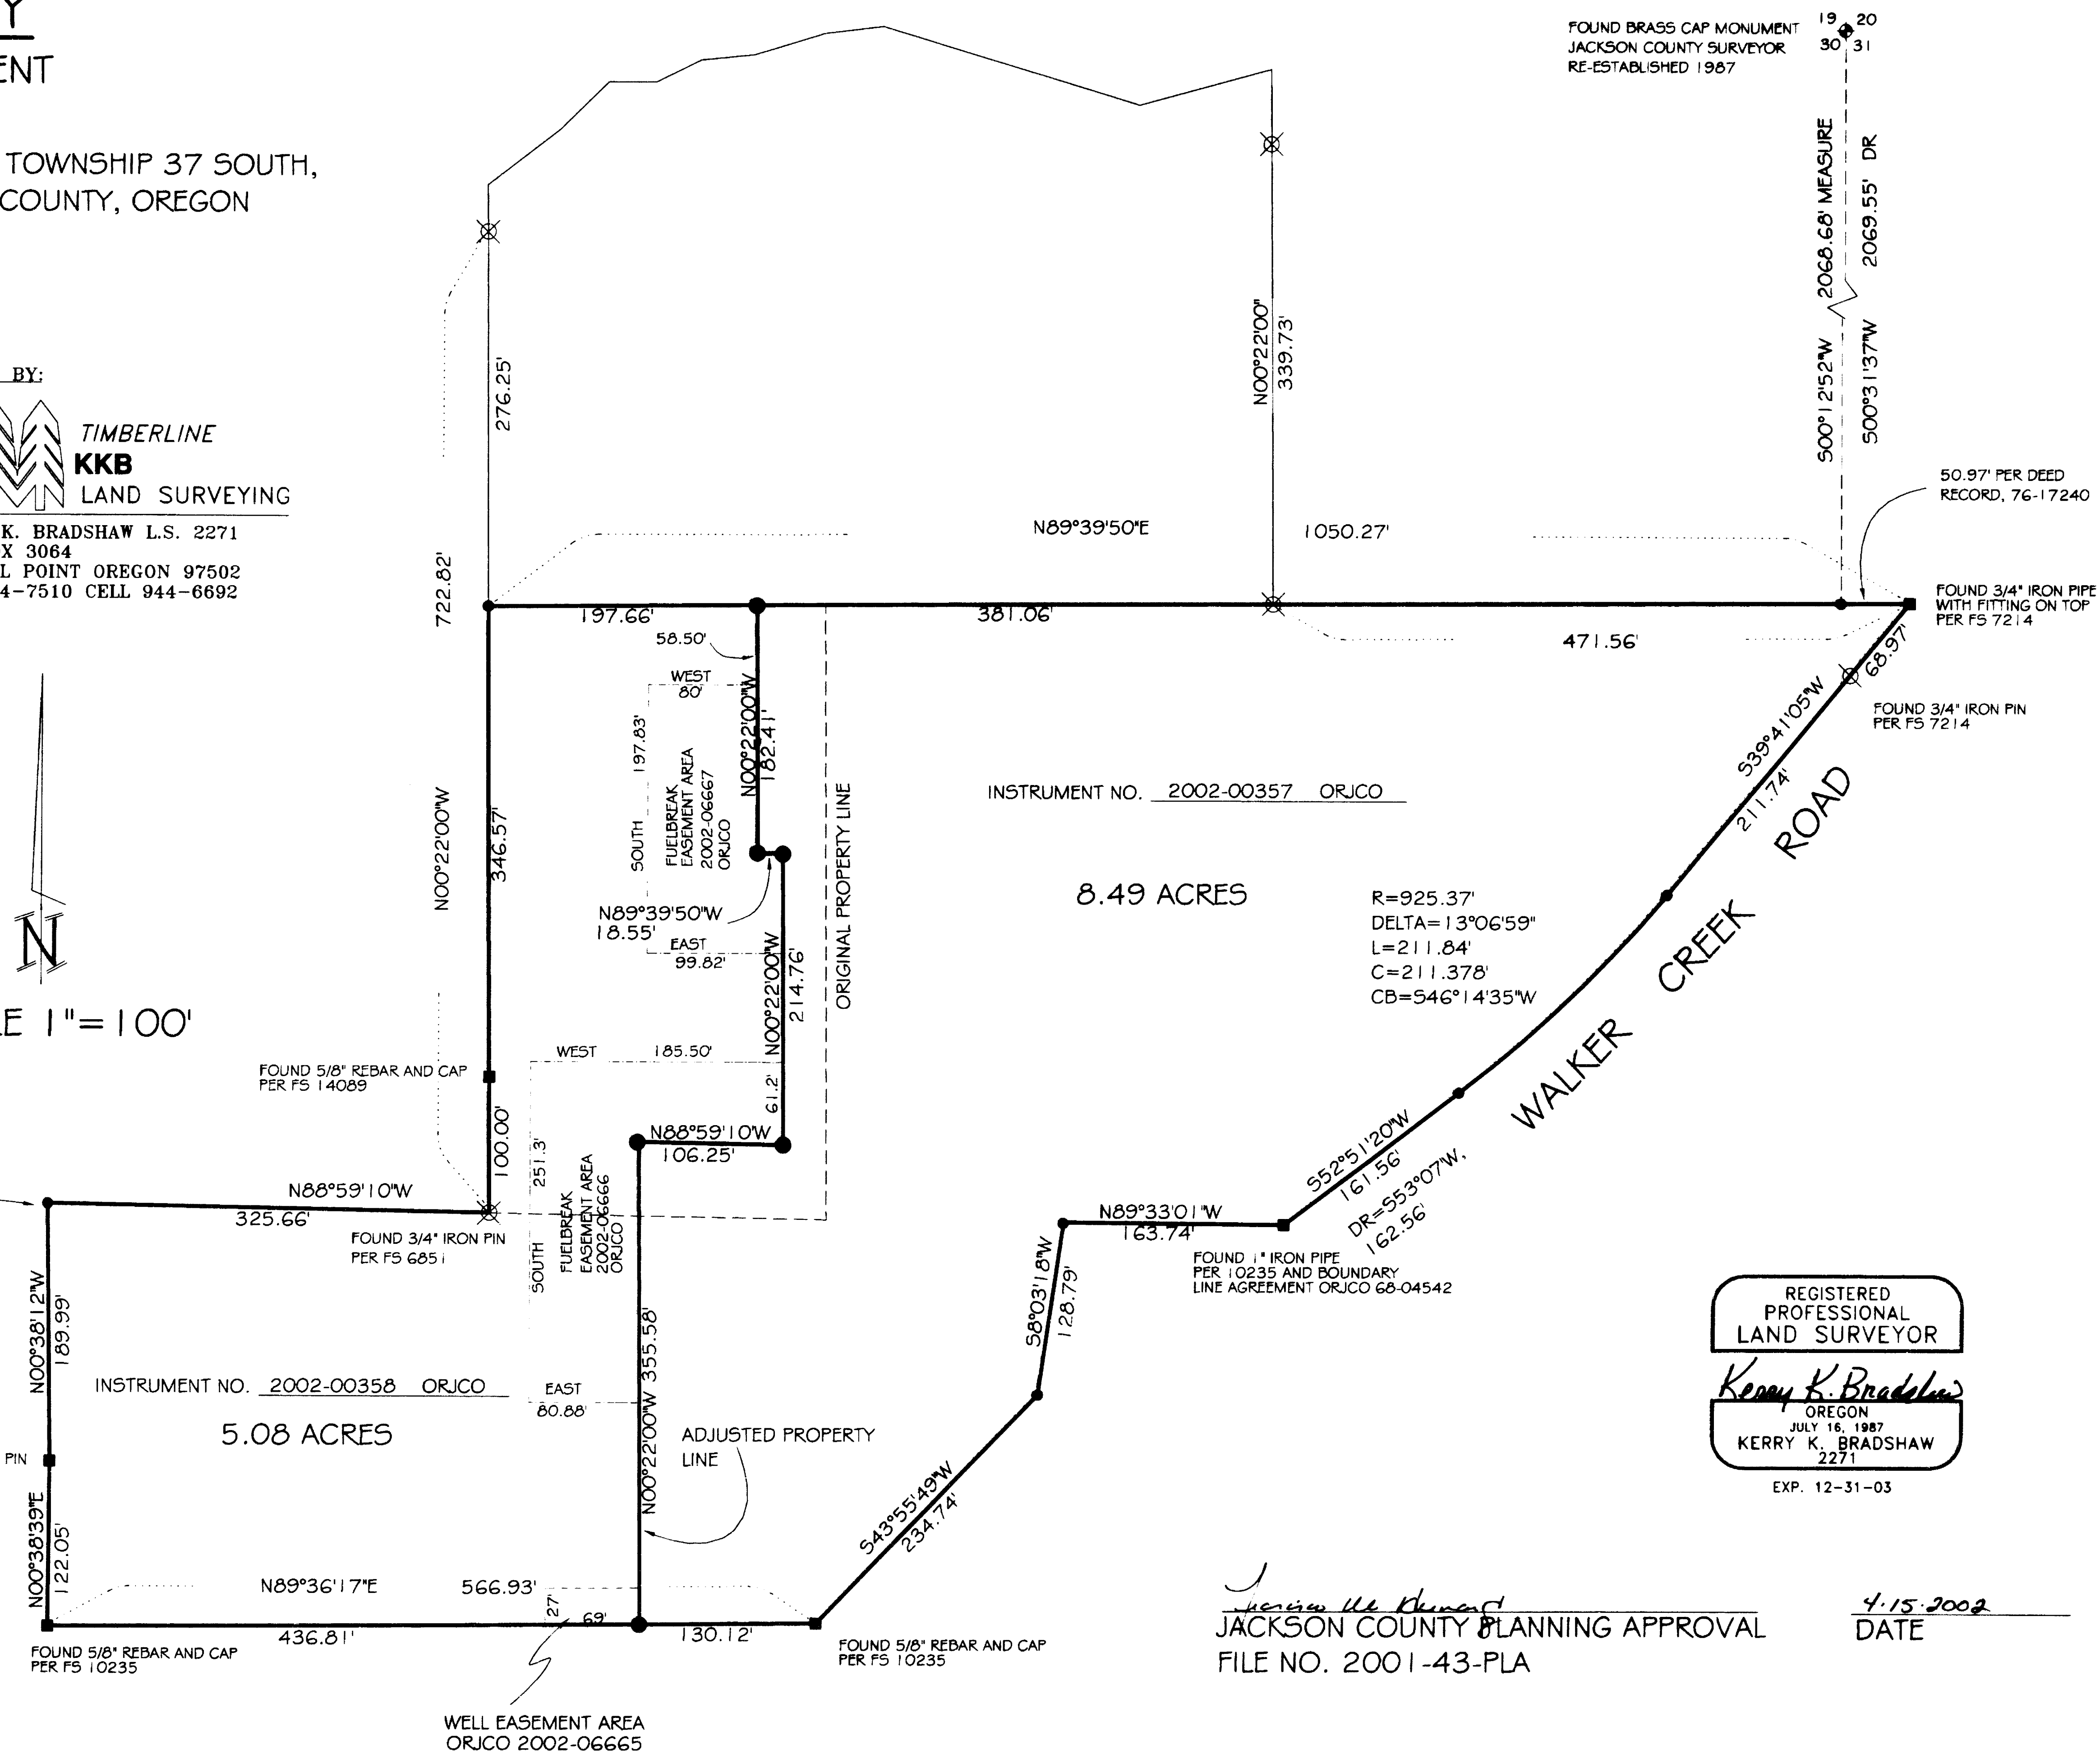 Y
ENT
TOWNSHIP 37 SOUTH,
COUNTY, OREGON
BY:
TIMBERLINE
KKB
LAND SURVEYING
K. BRADSHAW L.S. 2271
X 3064
L POINT OREGON 97502
4-7510 CELL 944-6692
N
LE 1"=100'
FOUND BRASS CAP MONUMENT
JACKSON COUNTY SURVEYOR
RE-ESTABLISHED 1987
19 20
30 31
2068.68' MEASURE
2069.55' DR
S00°12'52"W
S00°31'37"W
50.97' PER DEED
RECORD, 76-17240
276.25'
722.82'
N00°22'00"
339.73'
N89°39'50"E 1050.27'
197.66'
381.06'
471.56'
FOUND 3/4" IRON PIPE
WITH FITTING ON TOP
PER FS 7214
68.97'
FOUND 3/4" IRON PIN
PER FS 7214
58.50'
WEST
80'
N00°22'00"W
182.41'
SOUTH 197.83'
FUELBREAK
EASEMENT AREA
2002-06667
ORJCO
N89°39'50"W
18.55'
EAST
99.82'
N00°22'00"W
214.76'
ORIGINAL PROPERTY LINE
N00°22'00"W
346.57'
INSTRUMENT NO. 2002-00357 ORJCO
8.49 ACRES
S39°41'05"W
211.74'
R=925.37'
DELTA=13°06'59"
L=211.84'
C=211.378'
CB=S46°14'35"W
WALKER CREEK ROAD
FOUND 5/8" REBAR AND CAP
PER FS 14089
100.00'
WEST 185.50'
61.2'
N88°59'10"W
106.25'
SOUTH 251.3'
FUELBREAK
EASEMENT AREA
2002-06666
ORJCO
N88°59'10"W
325.66'
FOUND 3/4" IRON PIN
PER FS 6851
S52°51'20"W
161.56'
DR=S53°07'W,
162.56'
N89°33'01"W
163.74'
FOUND 1" IRON PIPE
PER 10235 AND BOUNDARY
LINE AGREEMENT ORJCO 68-04542
S8°03'18"W
128.79'
N00°38'12"W
189.99'
INSTRUMENT NO. 2002-00358 ORJCO
5.08 ACRES
EAST
80.88'
N00°22'00"W 355.58'
ADJUSTED PROPERTY
LINE
PIN
N00°38'39"E
122.05'
S43°55'49"W
234.74'
N89°36'17"E 566.93'
27'
69'
436.81'
130.12'
FOUND 5/8" REBAR AND CAP
PER FS 10235
FOUND 5/8" REBAR AND CAP
PER FS 10235
WELL EASEMENT AREA
ORJCO 2002-06665
REGISTERED
PROFESSIONAL
LAND SURVEYOR
Kerry K. Bradshaw
OREGON
JULY 16, 1987
KERRY K. BRADSHAW
2271
EXP. 12-31-03
4-15-2002
JACKSON COUNTY PLANNING APPROVAL
DATE
FILE NO. 2001-43-PLA